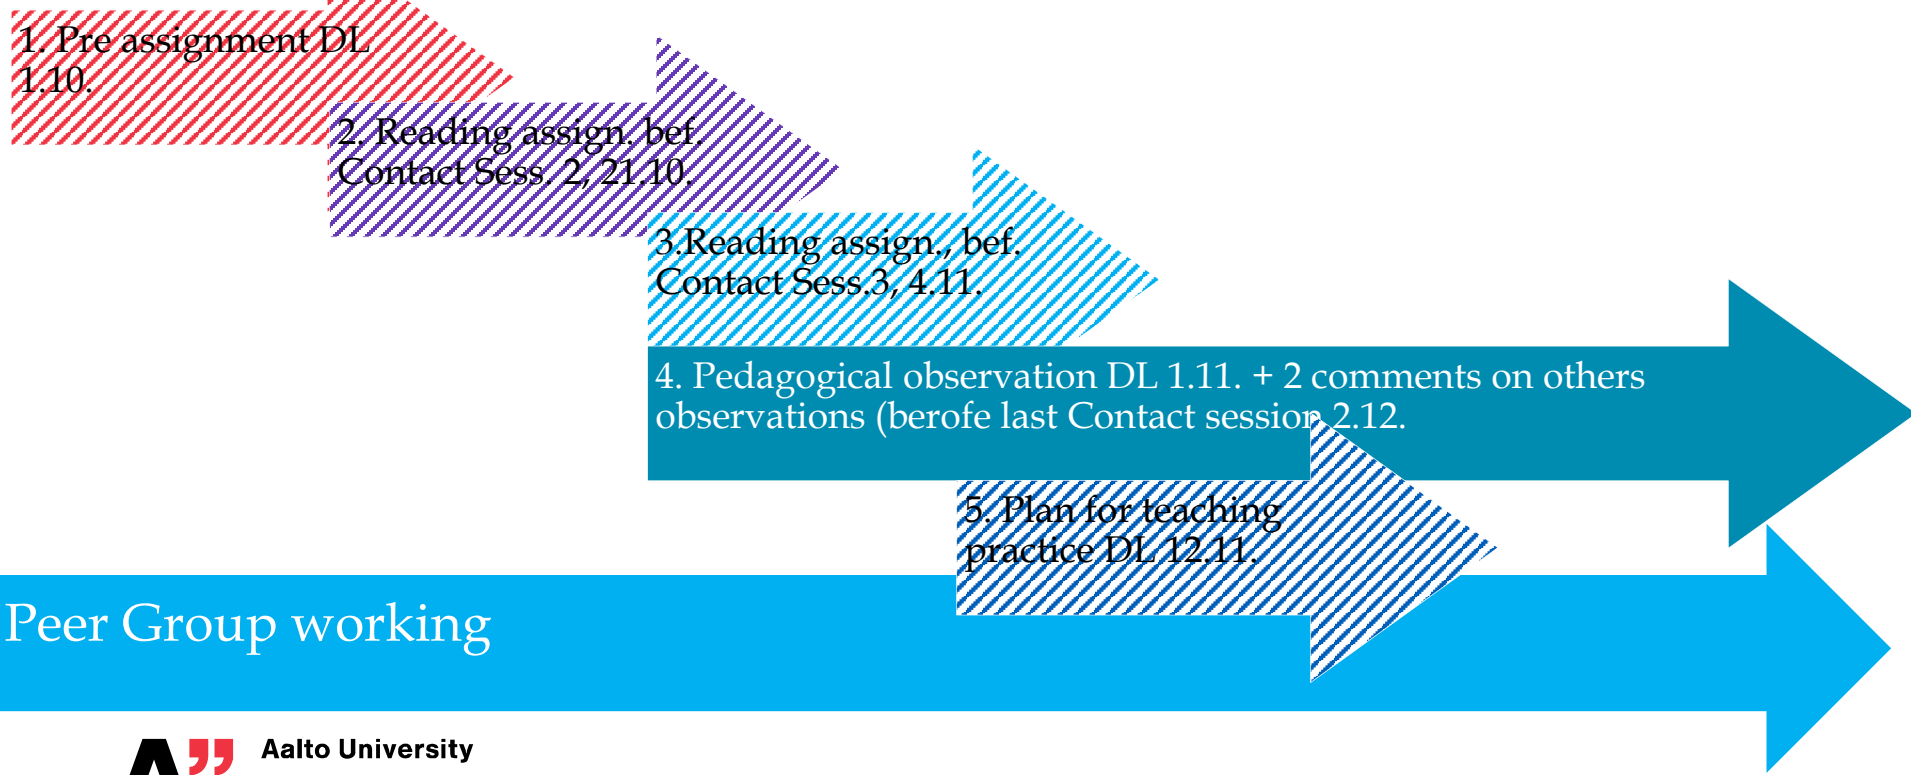 1. Pre assignment DL
1.10.
2. Reading assign. bef.
Contact Sess. 2, 21.10.
3.Reading assign., bef.
Contact Sess.3, 4.11.
4. Pedagogical observation DL 1.11. + 2 comments on others
observations (berofe last Contact session 2.12.
5. Plan for teaching
practice DL 12.11.
Peer Group working
Aalto University